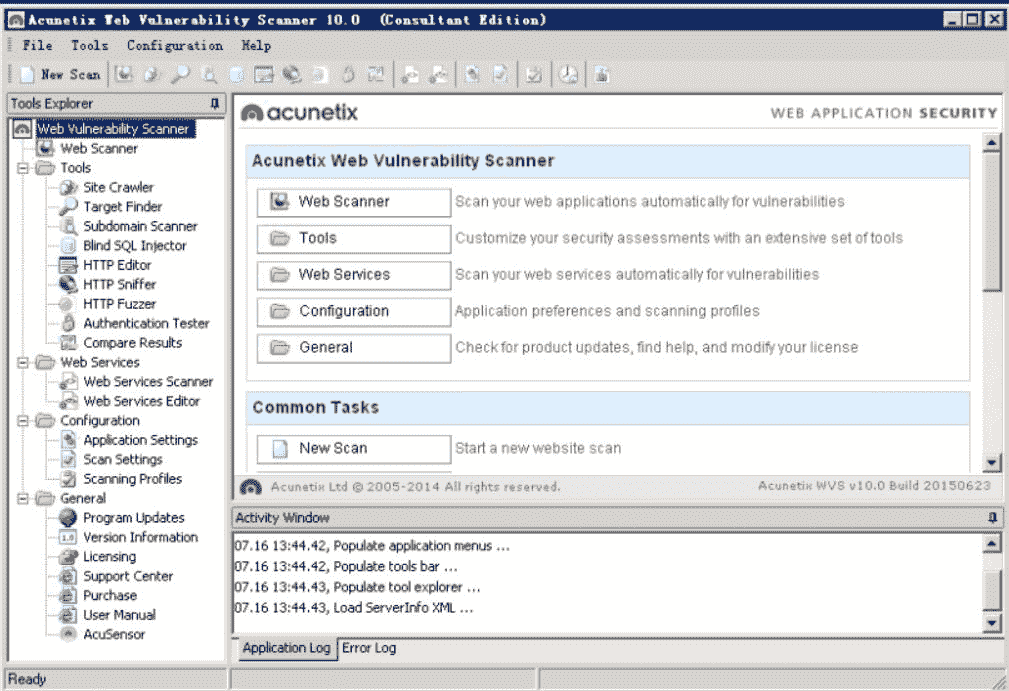 Acunetix Web Vulnerability Scanner 10.0 (Consultant Edition)
File Tools Configuration Help
New Scan
Tools Explorer
Web Vulnerability Scanner
Web Scanner
Tools
Site Crawler
Target Finder
Subdomain Scanner
Blind SQL Injector
HTTP Editor
HTTP Sniffer
HTTP Fuzzer
Authentication Tester
Compare Results
Web Services
Web Services Scanner
Web Services Editor
Configuration
Application Settings
Scan Settings
Scanning Profiles
General
Program Updates
1.0 Version Information
Licensing
Support Center
Purchase
User Manual
AcuSensor
acunetix WEB APPLICATION SECURITY
Acunetix Web Vulnerability Scanner
Web Scanner Scan your web applications automatically for vulnerabilities
Tools Customize your security assessments with an extensive set of tools
Web Services Scan your web services automatically for vulnerabilities
Configuration Application preferences and scanning profiles
General Check for product updates, find help, and modify your license
Common Tasks
New Scan Start a new website scan
Acunetix Ltd © 2005-2014 All rights reserved. Acunetix WVS v10.0 Build 20150623
Activity Window
07.16 13:44.42, Populate application menus ...
07.16 13:44.42, Populate tools bar ...
07.16 13:44.43, Populate tool explorer ...
07.16 13:44.43, Load ServerInfo XML ...
Application Log Error Log
Ready